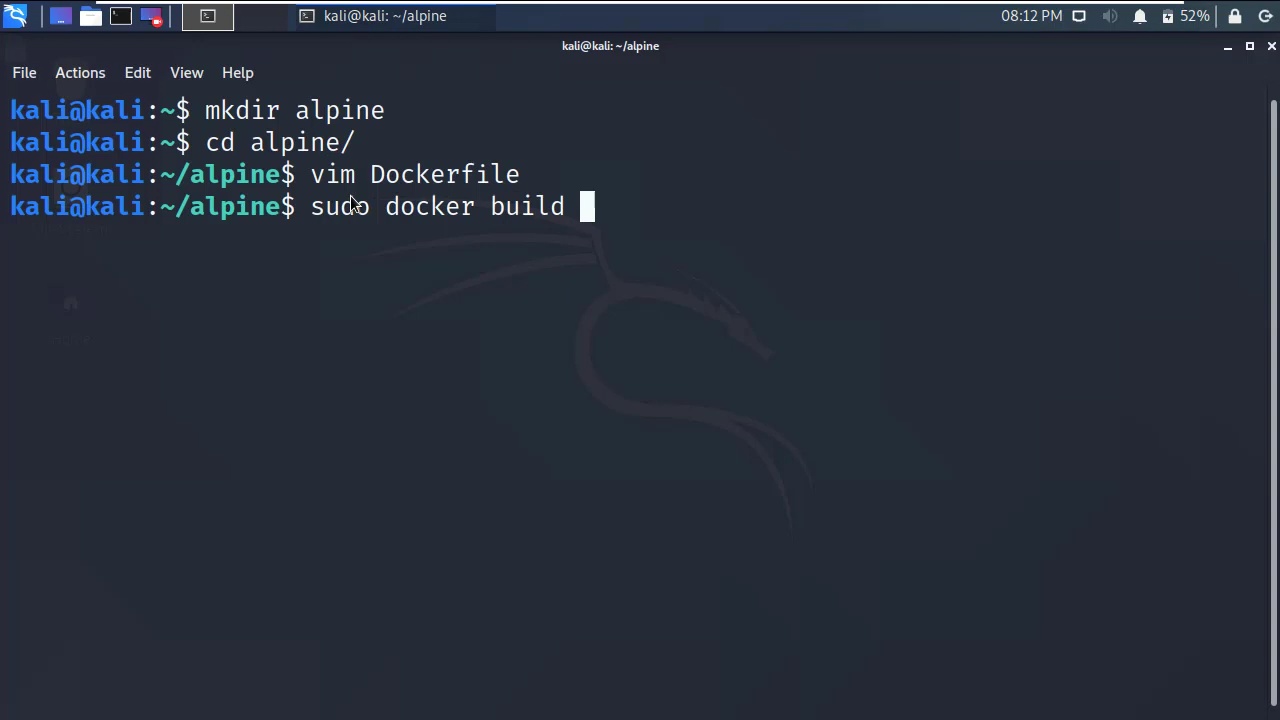 kali@kali: ~/alpine
08:12 PM
52%
kali@kali: ~/alpine
File Actions Edit View Help
kali@kali:~$ mkdir alpine
kali@kali:~$ cd alpine/
kali@kali:~/alpine$ vim Dockerfile
kali@kali:~/alpine$ sudo docker build